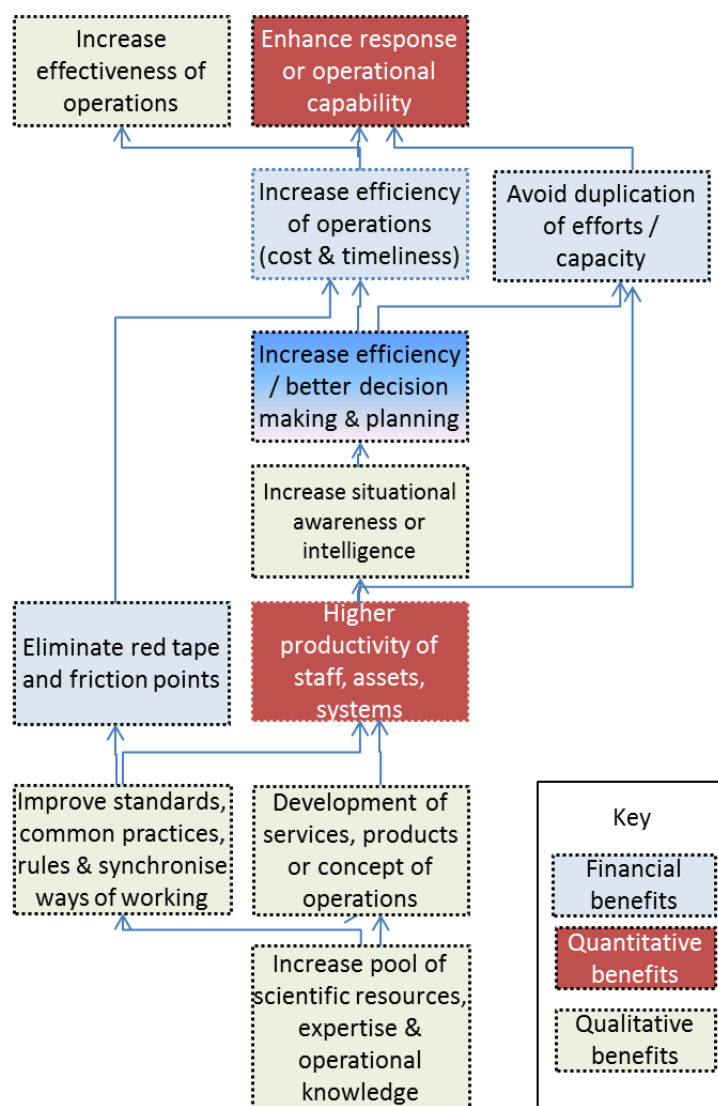 Increase
effectiveness of
operations
Enhance response
or operational
capability
Increase efficiency
of operations
(cost & timeliness)
Avoid duplication
of efforts /
capacity
Increase efficiency
/ better decision
making & planning
Increase situational
awareness or
intelligence
Eliminate red tape
and friction points
Higher
productivity of
staff, assets,
systems
Improve standards,
common practices,
rules & synchronise
ways of working
Development of
services, products
or concept of
operations
Increase pool of
scientific resources,
expertise &
operational
knowledge
Key
Financial
benefits
Quantitative
benefits
Qualitative
benefits